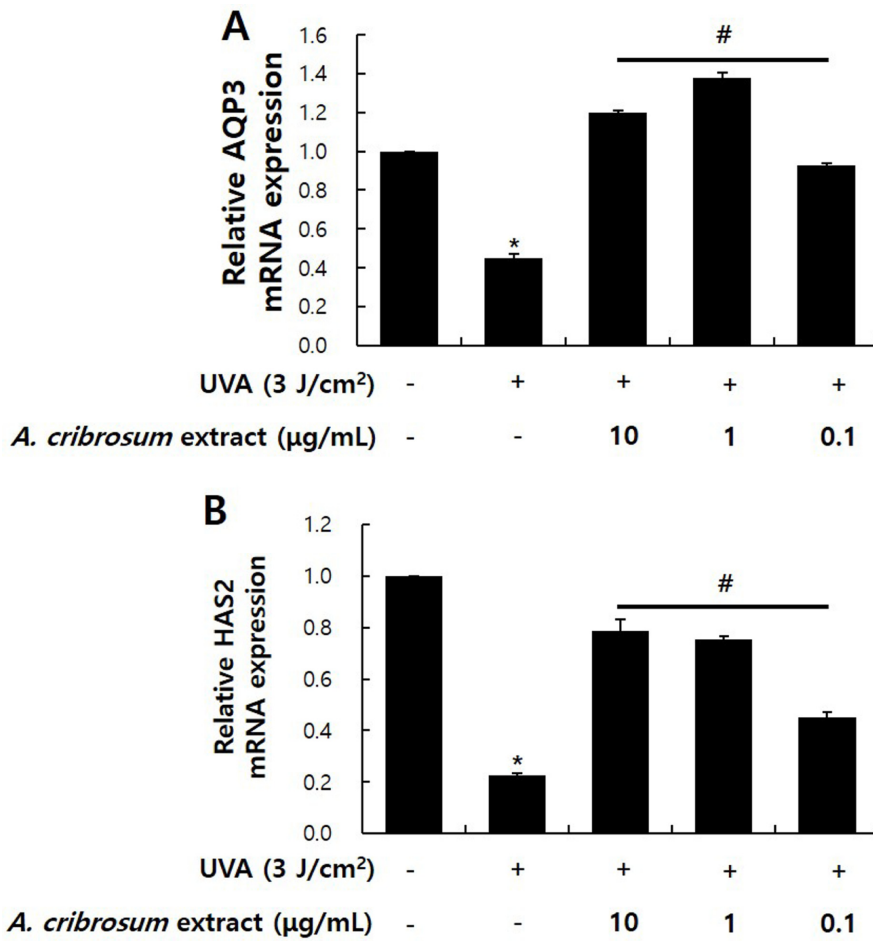 A
Relative AQP3
mRNA expression
1.6
1.4
1.2
1.0
0.8
0.6
0.4
0.2
0.0
*
#
UVA (3 J/cm²) - + + + +
A. cribrosum extract (μg/mL) - - 10 1 0.1
B
Relative HAS2
mRNA expression
1.2
1.0
0.8
0.6
0.4
0.2
0.0
*
#
UVA (3 J/cm²) - + + + +
A. cribrosum extract (μg/mL) - - 10 1 0.1